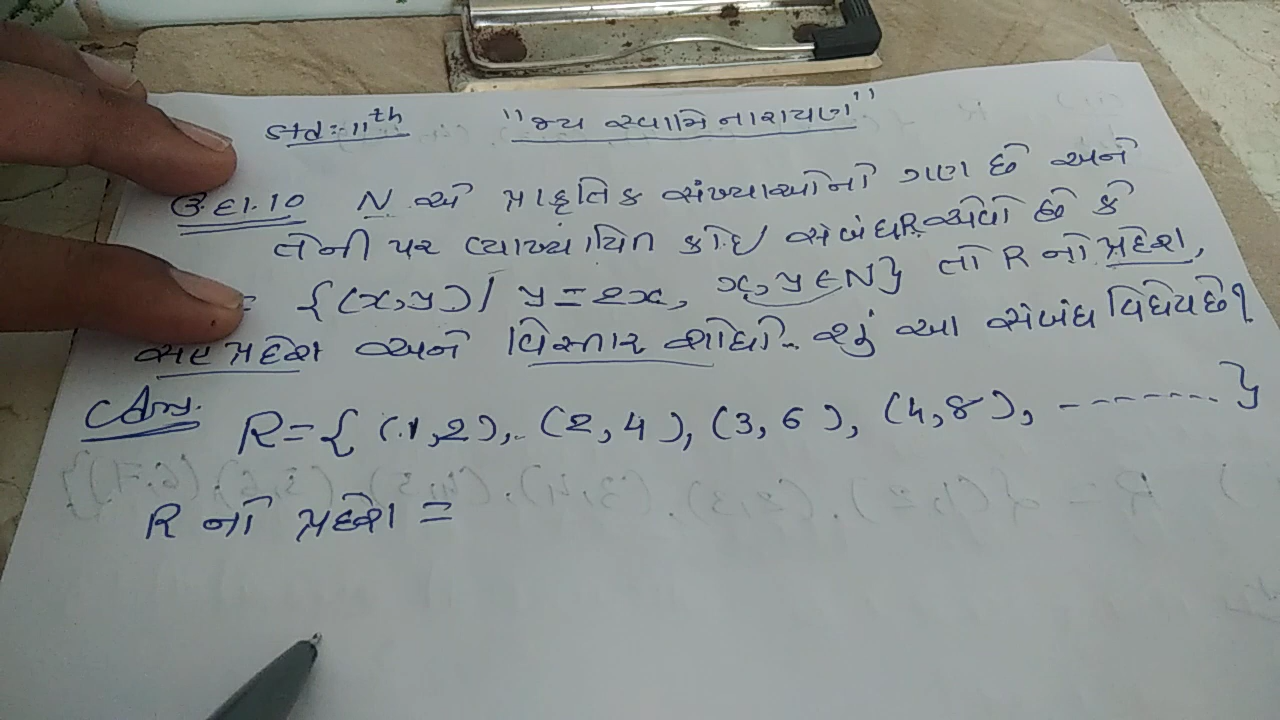 Std:-11th "જય સ્વામિનારાયણ"
ઉદા.10 N એ પ્રાકૃતિક સંખ્યાઓનો ગણ છે અને
તેની પર વ્યાખ્યાયિત કોઈ સંબંધ R એવો છે કે
= {(x,y) / y=2x, x,y ∈ N} તો R નો પ્રદેશ,
સહપ્રદેશ અને વિસ્તાર શોધો. શું આ સંબંધ વિધેય છે?
Ans. R={(1,2), (2,4), (3,6), (4,8), -------}
R નો પ્રદેશ =